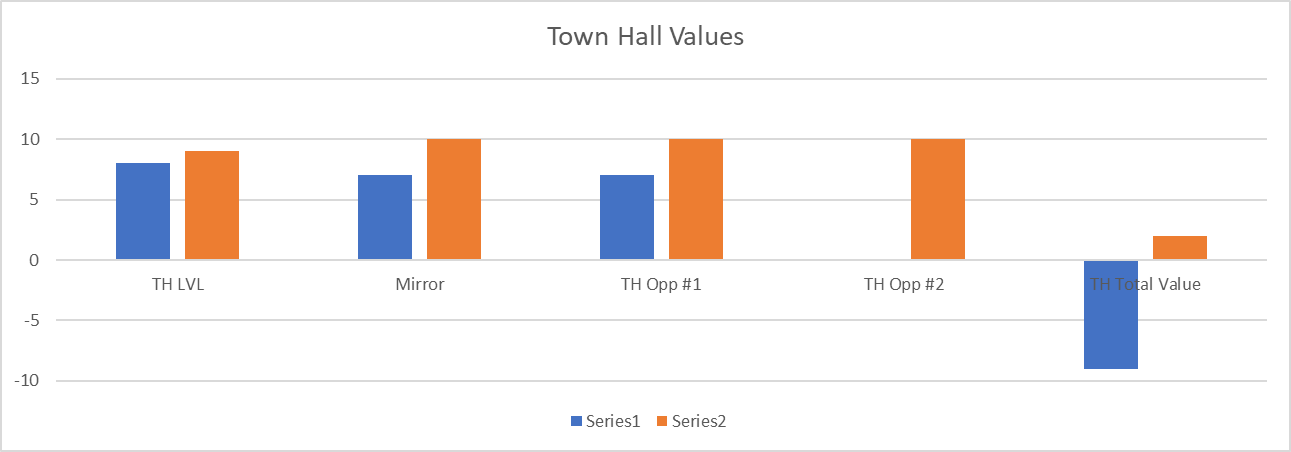 Town Hall Values
15
10
5
0
-5
-10
TH LVL Mirror TH Opp #1 TH Opp #2 TH Total Value
Series1 Series2